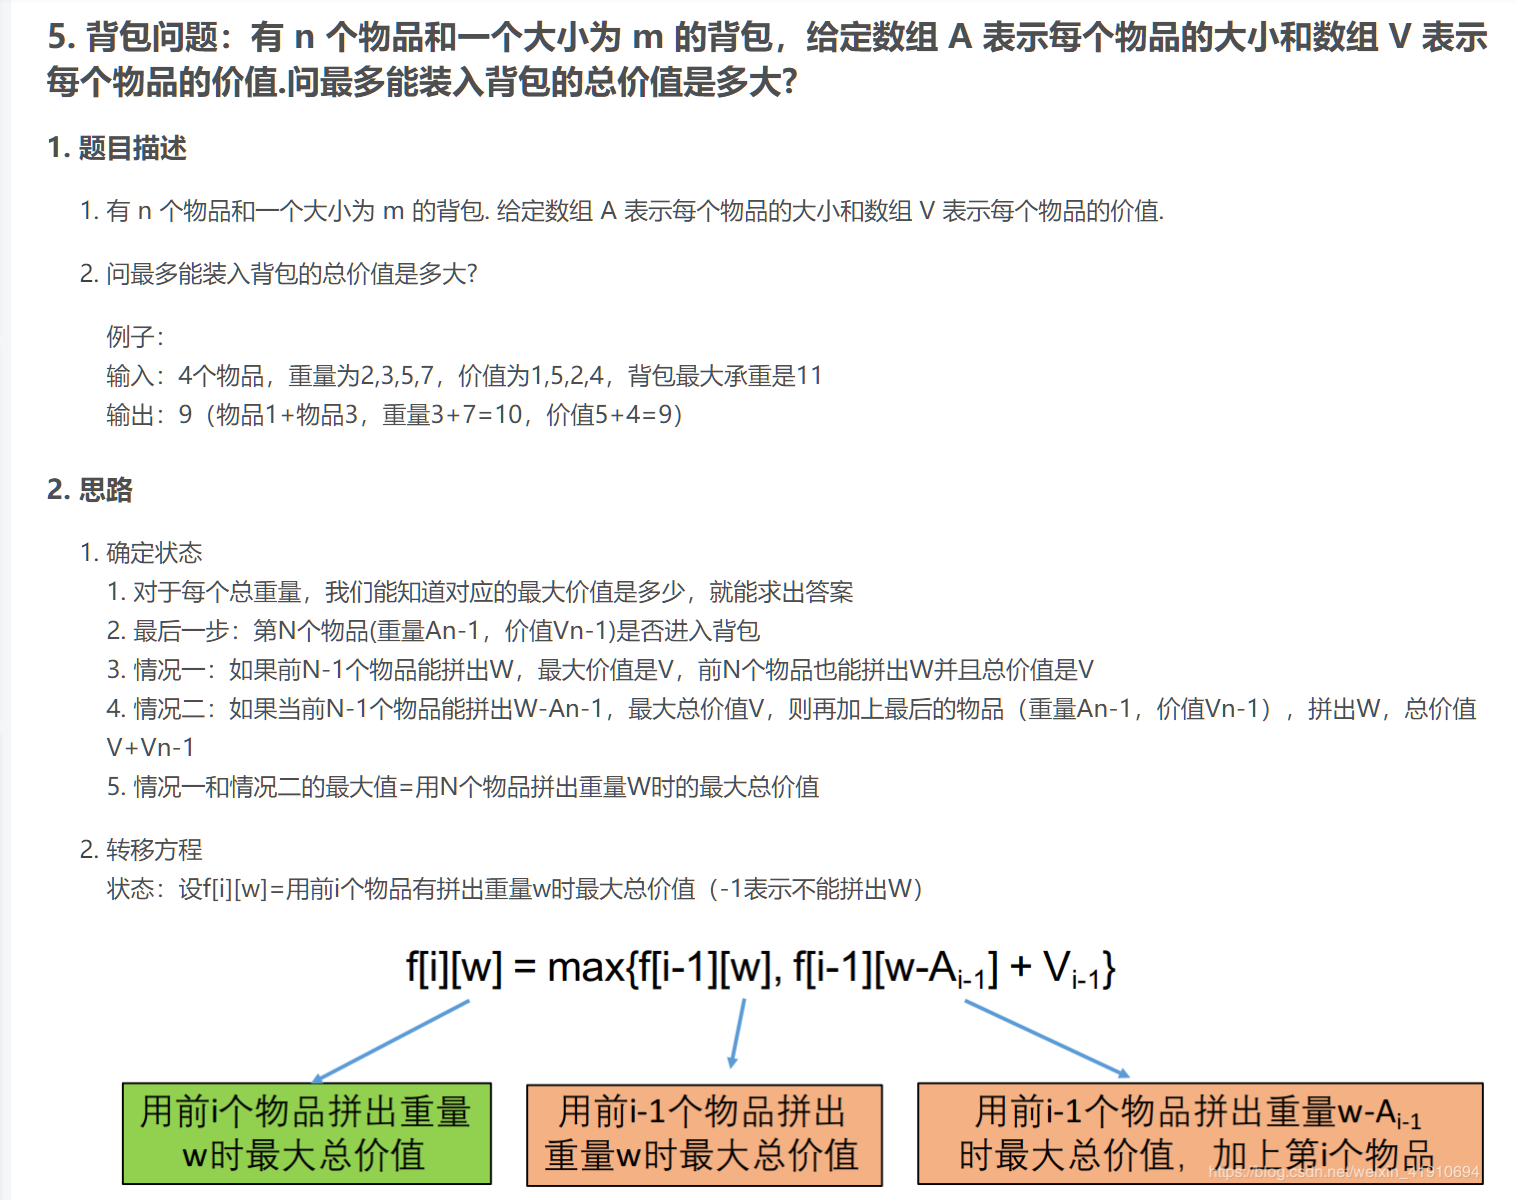 5. 背包问题：有 n 个物品和一个大小为 m 的背包，给定数组 A 表示每个物品的大小和数组 V 表示
每个物品的价值.问最多能装入背包的总价值是多大?
1. 题目描述
1. 有 n 个物品和一个大小为 m 的背包. 给定数组 A 表示每个物品的大小和数组 V 表示每个物品的价值.
2. 问最多能装入背包的总价值是多大?
例子：
输入：4个物品，重量为2,3,5,7，价值为1,5,2,4，背包最大承重是11
输出：9（物品1+物品3，重量3+7=10，价值5+4=9）
2. 思路
1. 确定状态
1. 对于每个总重量，我们能知道对应的最大价值是多少，就能求出答案
2. 最后一步：第N个物品(重量An-1，价值Vn-1)是否进入背包
3. 情况一：如果前N-1个物品能拼出W，最大价值是V，前N个物品也能拼出W并且总价值是V
4. 情况二：如果当前N-1个物品能拼出W-An-1，最大总价值V，则再加上最后的物品（重量An-1，价值Vn-1），拼出W，总价值
V+Vn-1
5. 情况一和情况二的最大值=用N个物品拼出重量W时的最大总价值
2. 转移方程
状态：设f[i][w]=用前i个物品有拼出重量w时最大总价值（-1表示不能拼出W）
f[i][w] = max{f[i-1][w], f[i-1][w-Ai-1] + Vi-1}
用前i个物品拼出重量
w时最大总价值
用前i-1个物品拼出
重量w时最大总价值
用前i-1个物品拼出重量w-Ai-1
时最大总价值，加上第i个物品
https://blog.csdn.net/weixin_41910694